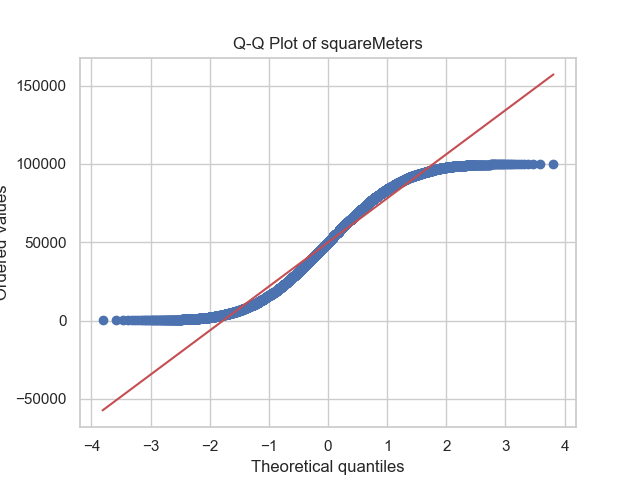 Q-Q Plot of squareMeters
150000
100000
50000
0
−50000
Ordered Values
−4 −3 −2 −1 0 1 2 3 4
Theoretical quantiles